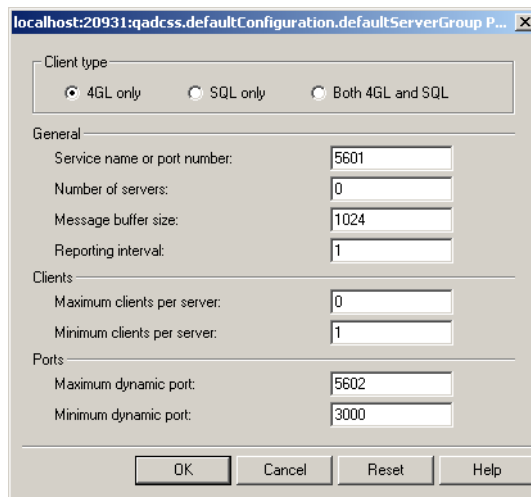 localhost:20931:qadcss.defaultConfiguration.defaultServerGroup P...
Client type
4GL only SQL only Both 4GL and SQL
General
Service name or port number: 5601
Number of servers: 0
Message buffer size: 1024
Reporting interval: 1
Clients
Maximum clients per server: 0
Minimum clients per server: 1
Ports
Maximum dynamic port: 5602
Minimum dynamic port: 3000
OK Cancel Reset Help